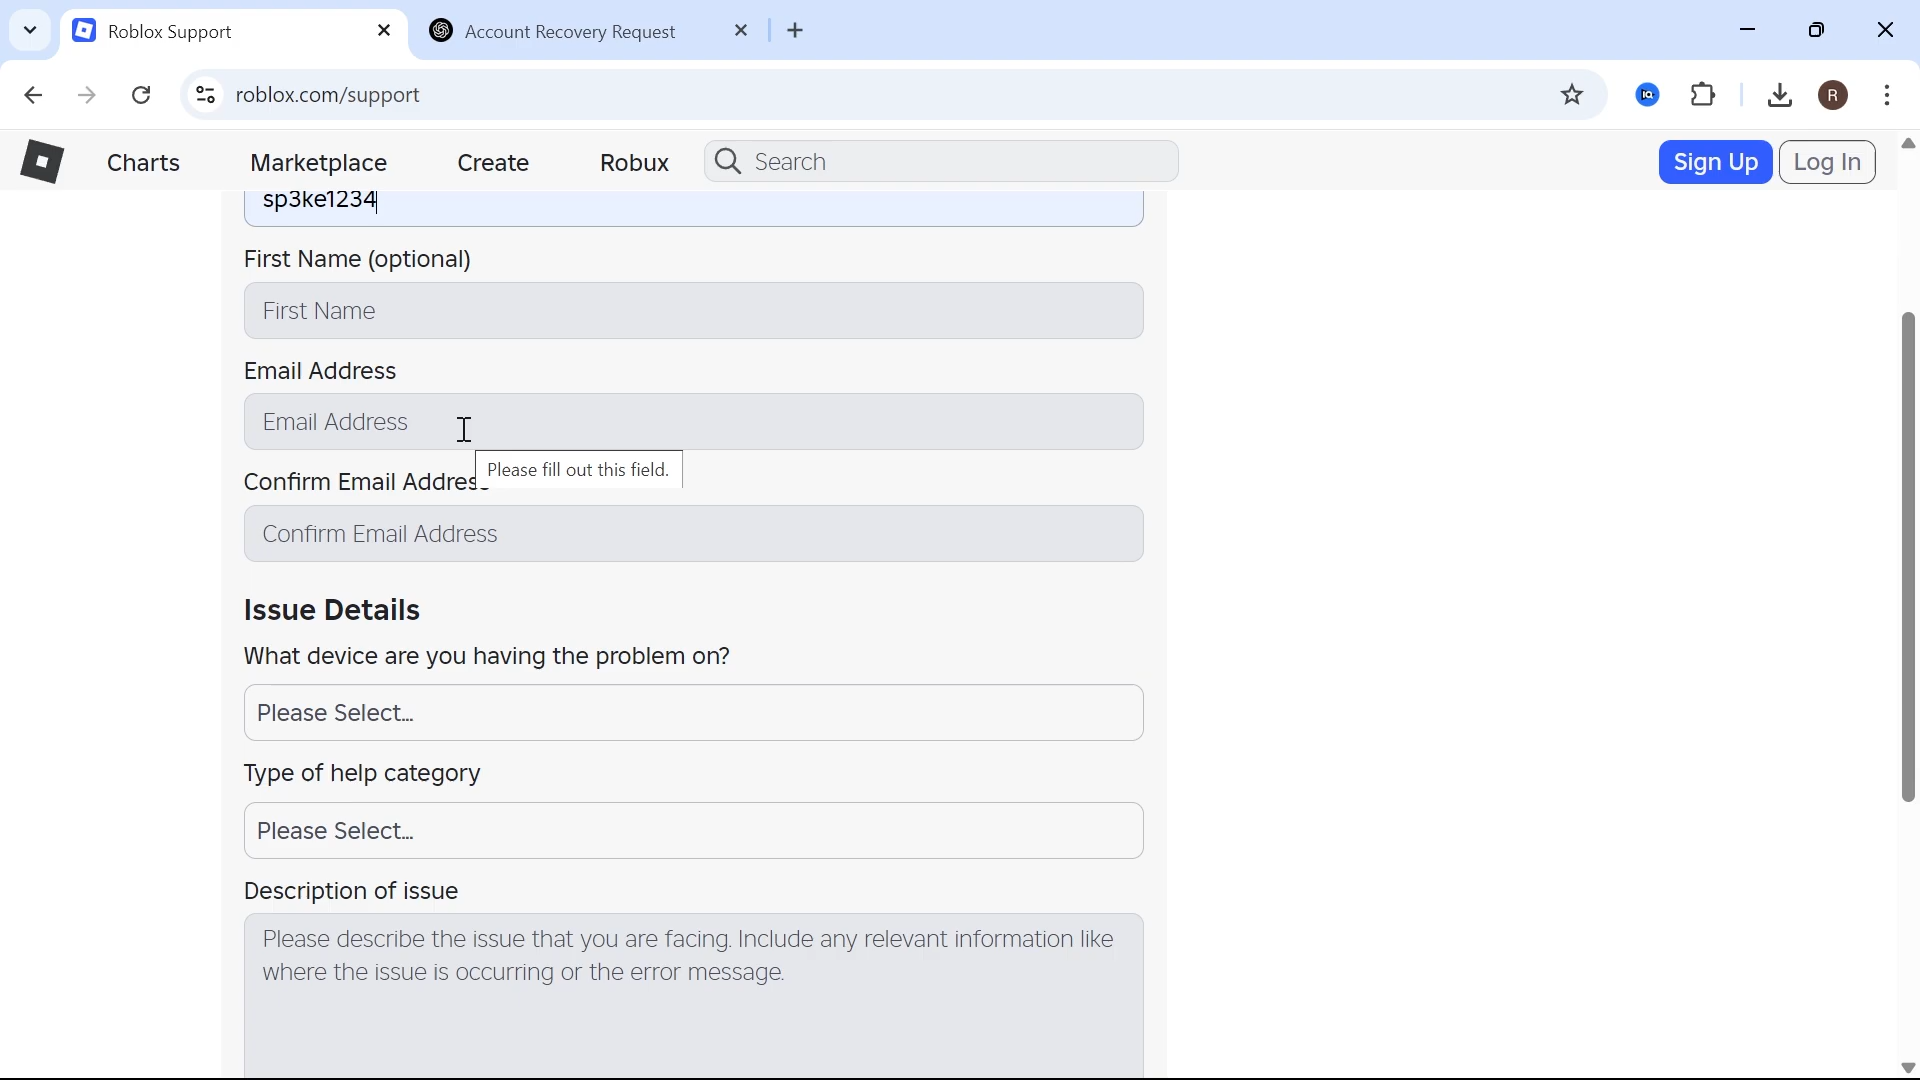 Roblox Support
Account Recovery Request
roblox.com/support
R
Charts
Marketplace
Create
Robux
Search
Sign Up
Log In
sp3ke1234
First Name (optional)
First Name
Email Address
Email Address
Please fill out this field.
Confirm Email Address
Confirm Email Address
Issue Details
What device are you having the problem on?
Please Select...
Type of help category
Please Select...
Description of issue
Please describe the issue that you are facing. Include any relevant information like
where the issue is occurring or the error message.